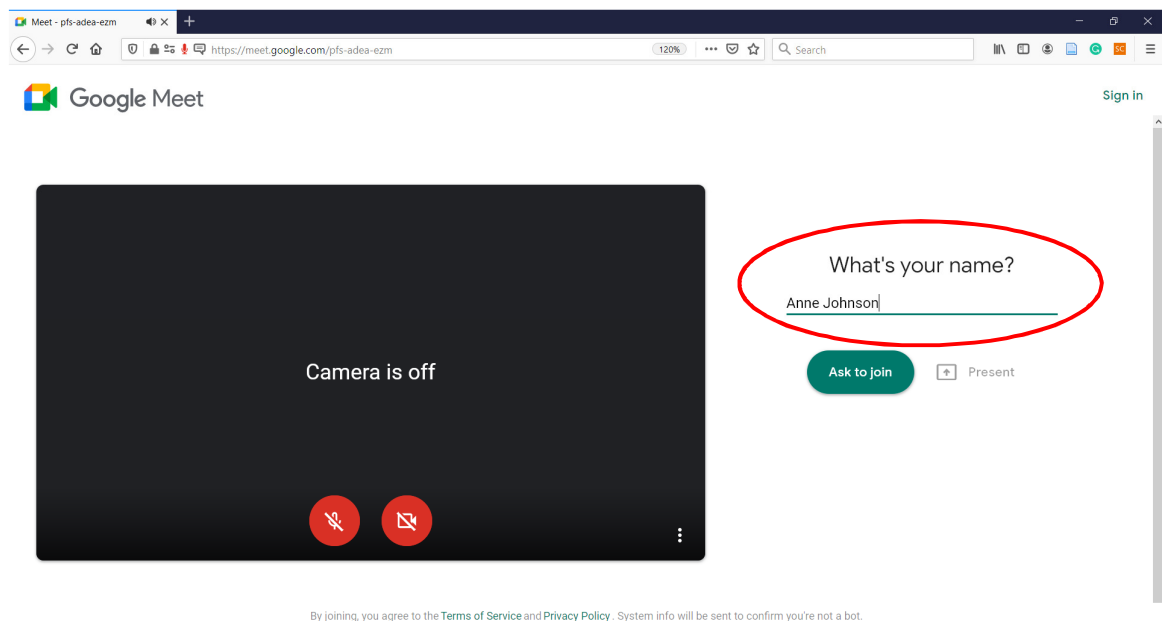 Meet - pfs-adea-ezm
https://meet.google.com/pfs-adea-ezm
120%
Search
SC
Google Meet
Sign in
What's your name?
Anne Johnson
Camera is off
Ask to join
Present
By joining, you agree to the Terms of Service and Privacy Policy . System info will be sent to confirm you're not a bot.